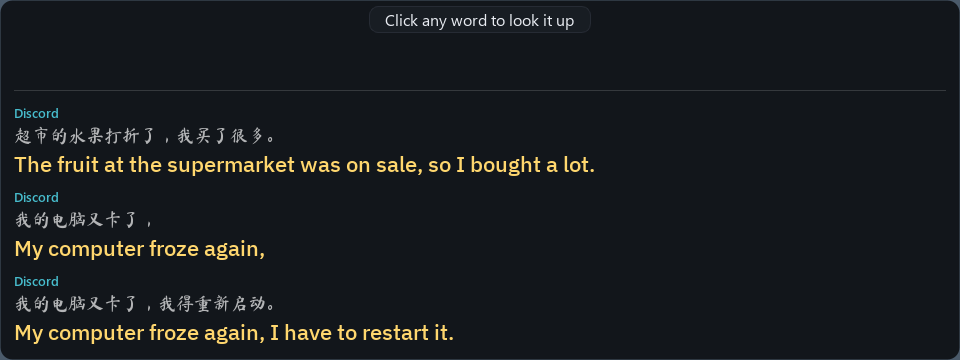 Click any word to look it up
Discord
超市的水果打折了，我买了很多。
The fruit at the supermarket was on sale, so I bought a lot.
Discord
我的电脑又卡了，
My computer froze again,
Discord
我的电脑又卡了，我得重新启动。
My computer froze again, I have to restart it.